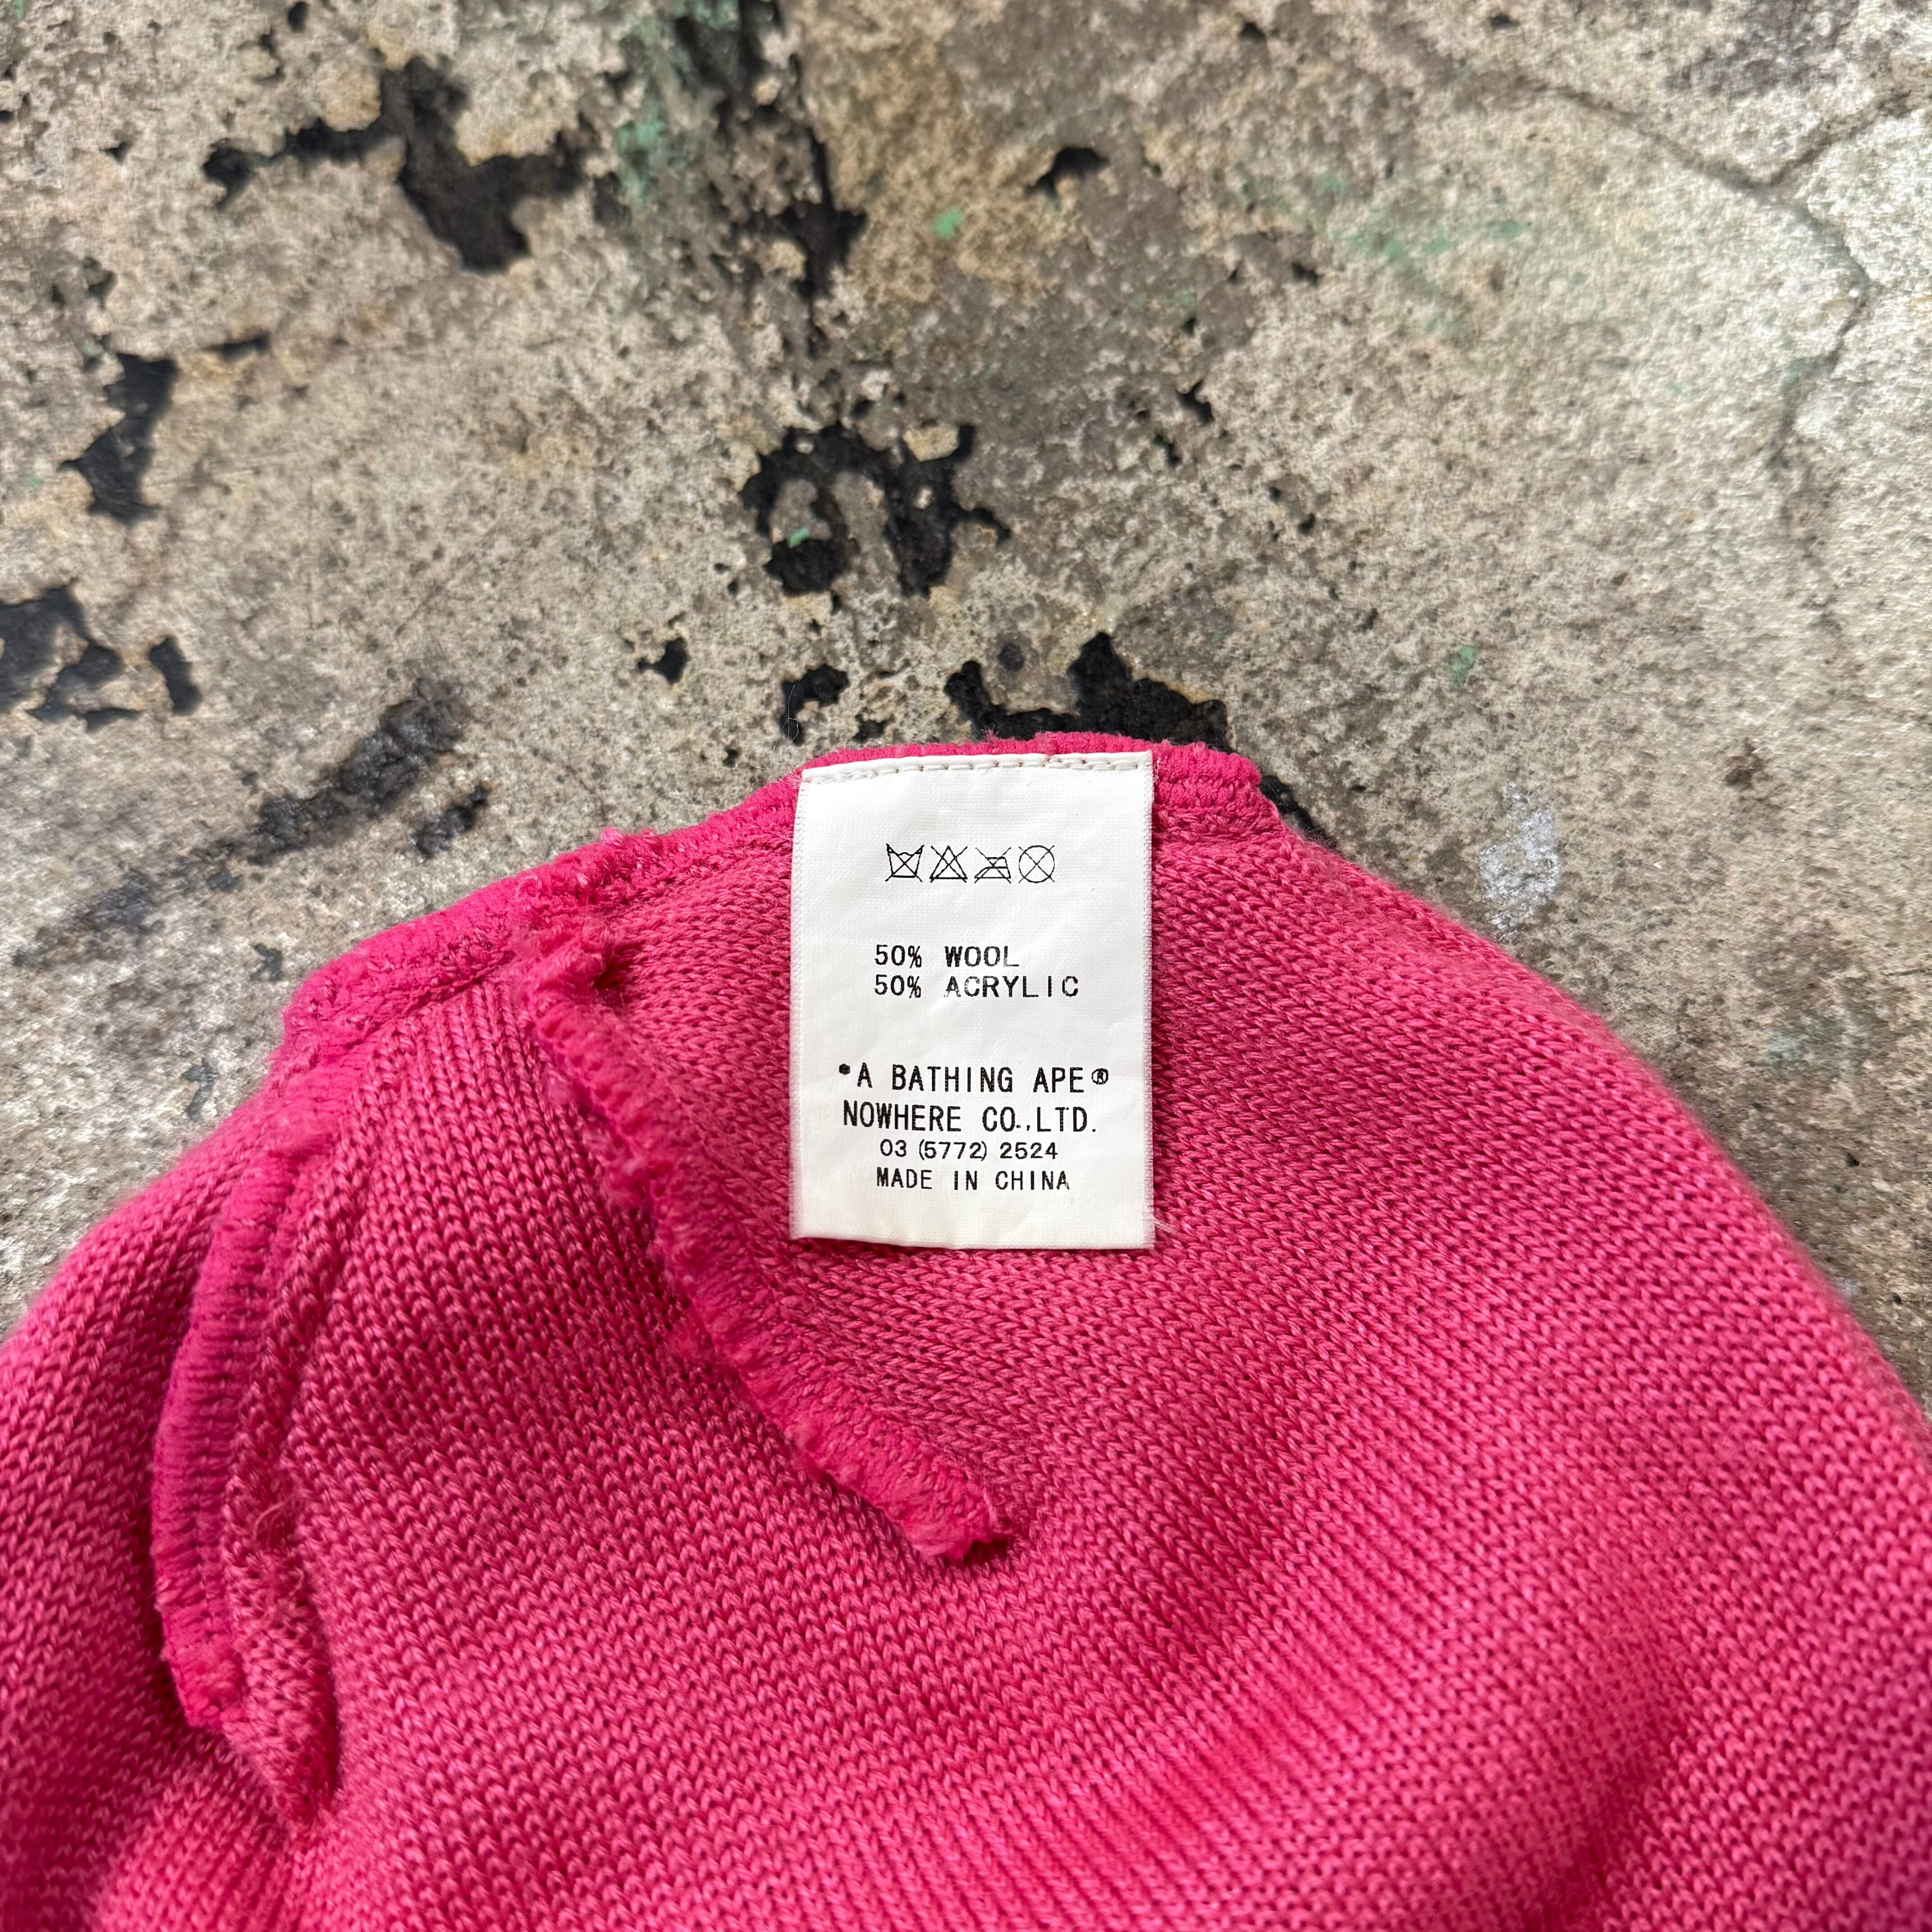 50% WOOL
50% ACRYLIC
*A BATHING APE®
NOWHERE CO.,LTD.
03 (5772) 2524
MADE IN CHINA